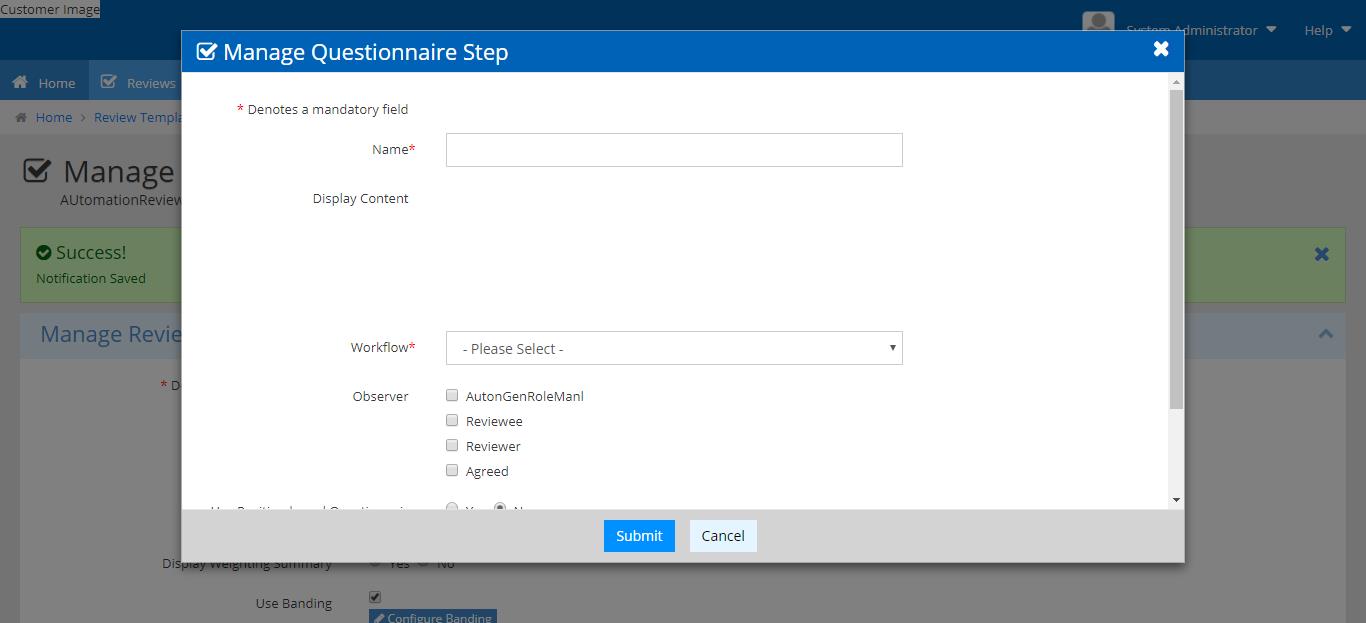 Customer Image
System Administrator
Help
Home
Reviews
Home > Review Templa
Manage
AUtomationReview
Success!
Notification Saved
Manage Revie
* D
Manage Questionnaire Step
* Denotes a mandatory field
Name*
Display Content
Workflow*
- Please Select -
Observer
AutonGenRoleManl
Reviewee
Reviewer
Agreed
Submit
Cancel
Display Weighting Summary
Yes
No
Use Banding
Configure Banding